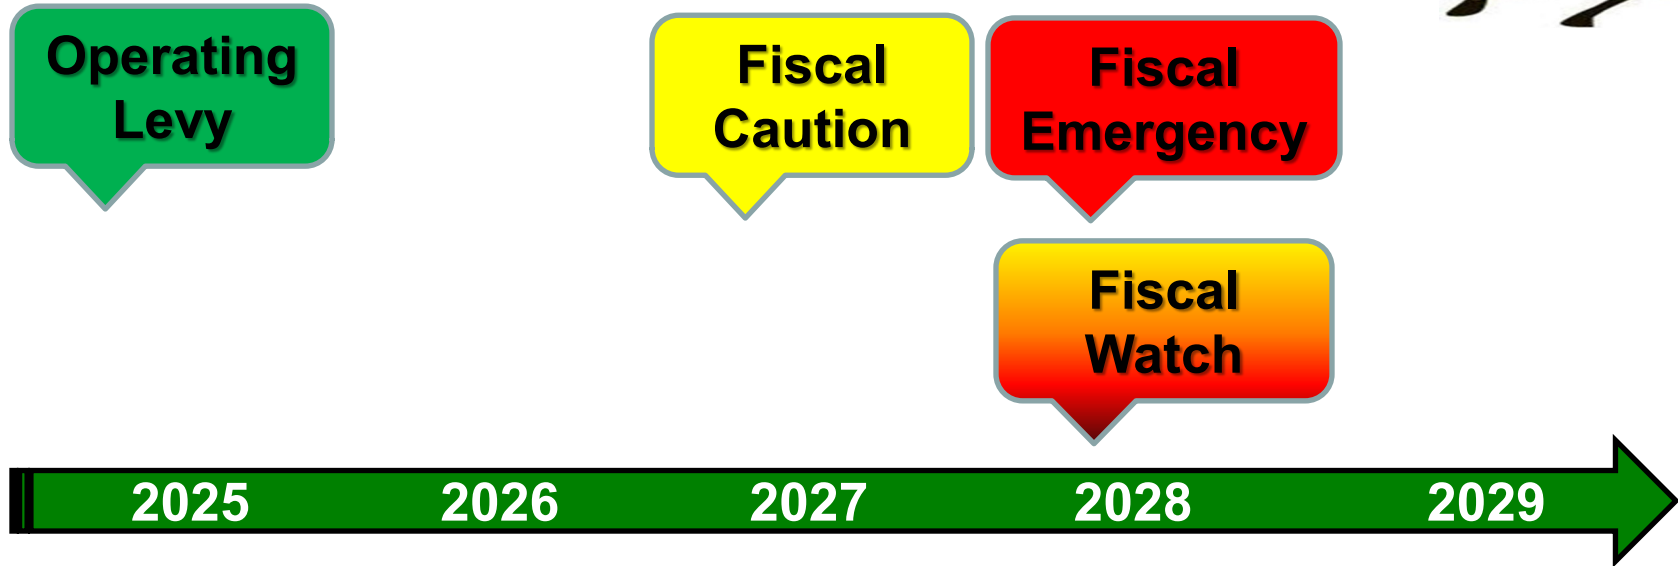 Operating
Levy
Fiscal
Caution
Fiscal
Emergency
Fiscal
Watch
2025 2026 2027 2028 2029